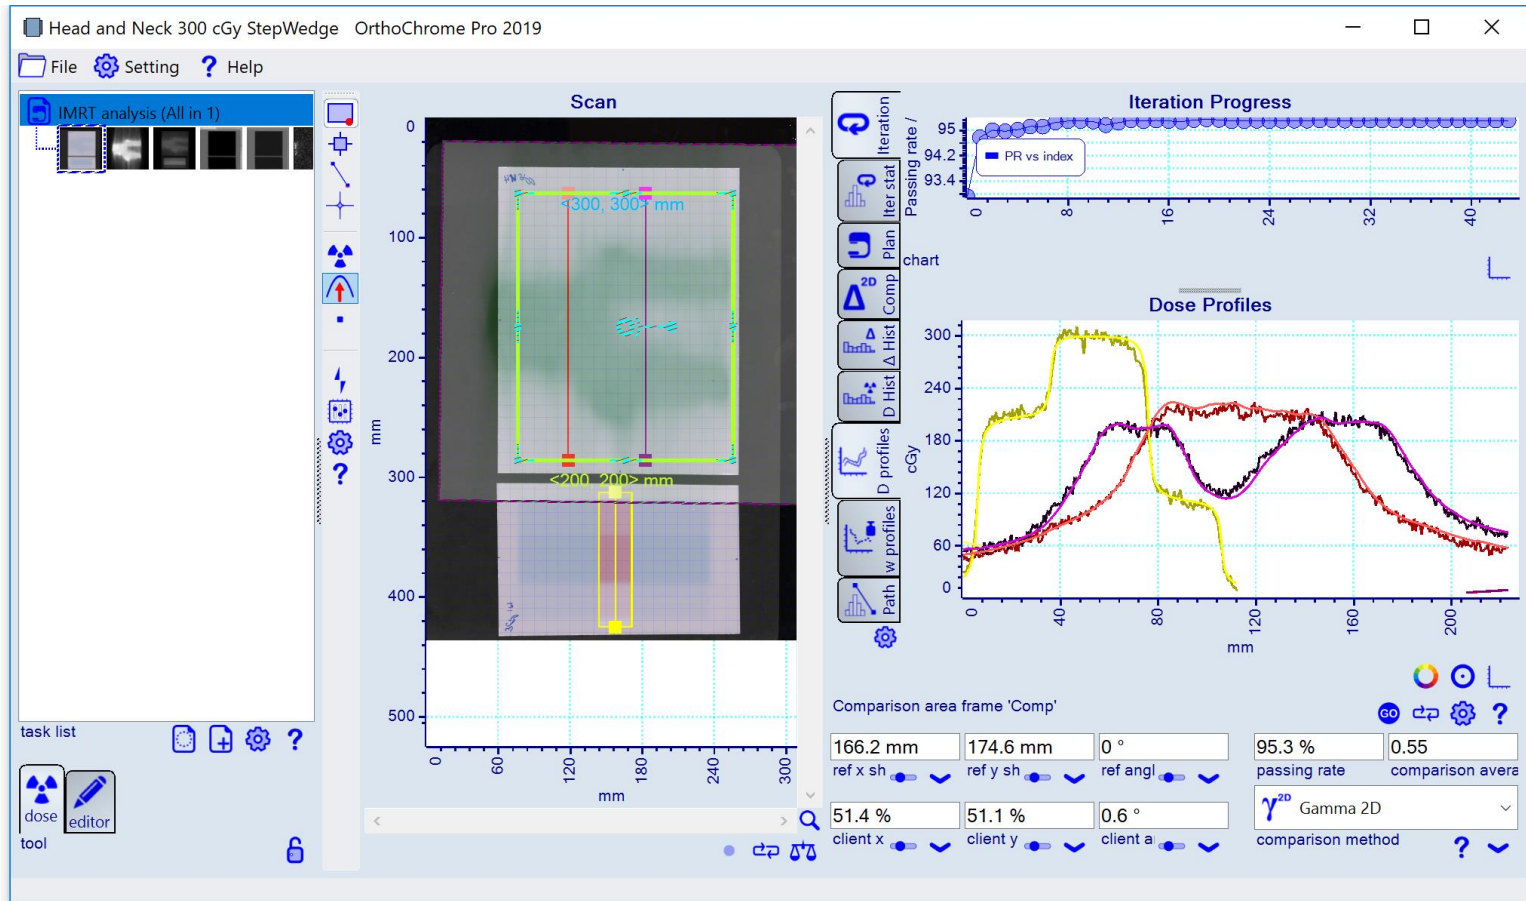 Head and Neck 300 cGy StepWedge OrthoChrome Pro 2019
File Setting ? Help
IMRT analysis (All in 1)
task list
?
dose
editor
tool
?
Scan
0
100
200
300
400
500
mm
<300, 300> mm
<200, 200> mm
0
60
120
180
240
300
mm
Iteration
Iter stat
Plan
2D Comp
Δ Hist
D Hist
D profiles
w profiles
Path
Iteration Progress
Passing rate /
95
94.2
93.4
PR vs index
0
8
16
24
32
40
chart
Dose Profiles
cGy
300
240
180
120
60
0
0
40
80
120
160
200
mm
Comparison area frame 'Comp'
GO
?
166.2 mm
174.6 mm
0 °
95.3 %
0.55
ref x sh
ref y sh
ref angl
passing rate
comparison avera
51.4 %
51.1 %
0.6 °
γ2D Gamma 2D
client x
client y
client a
comparison method
?